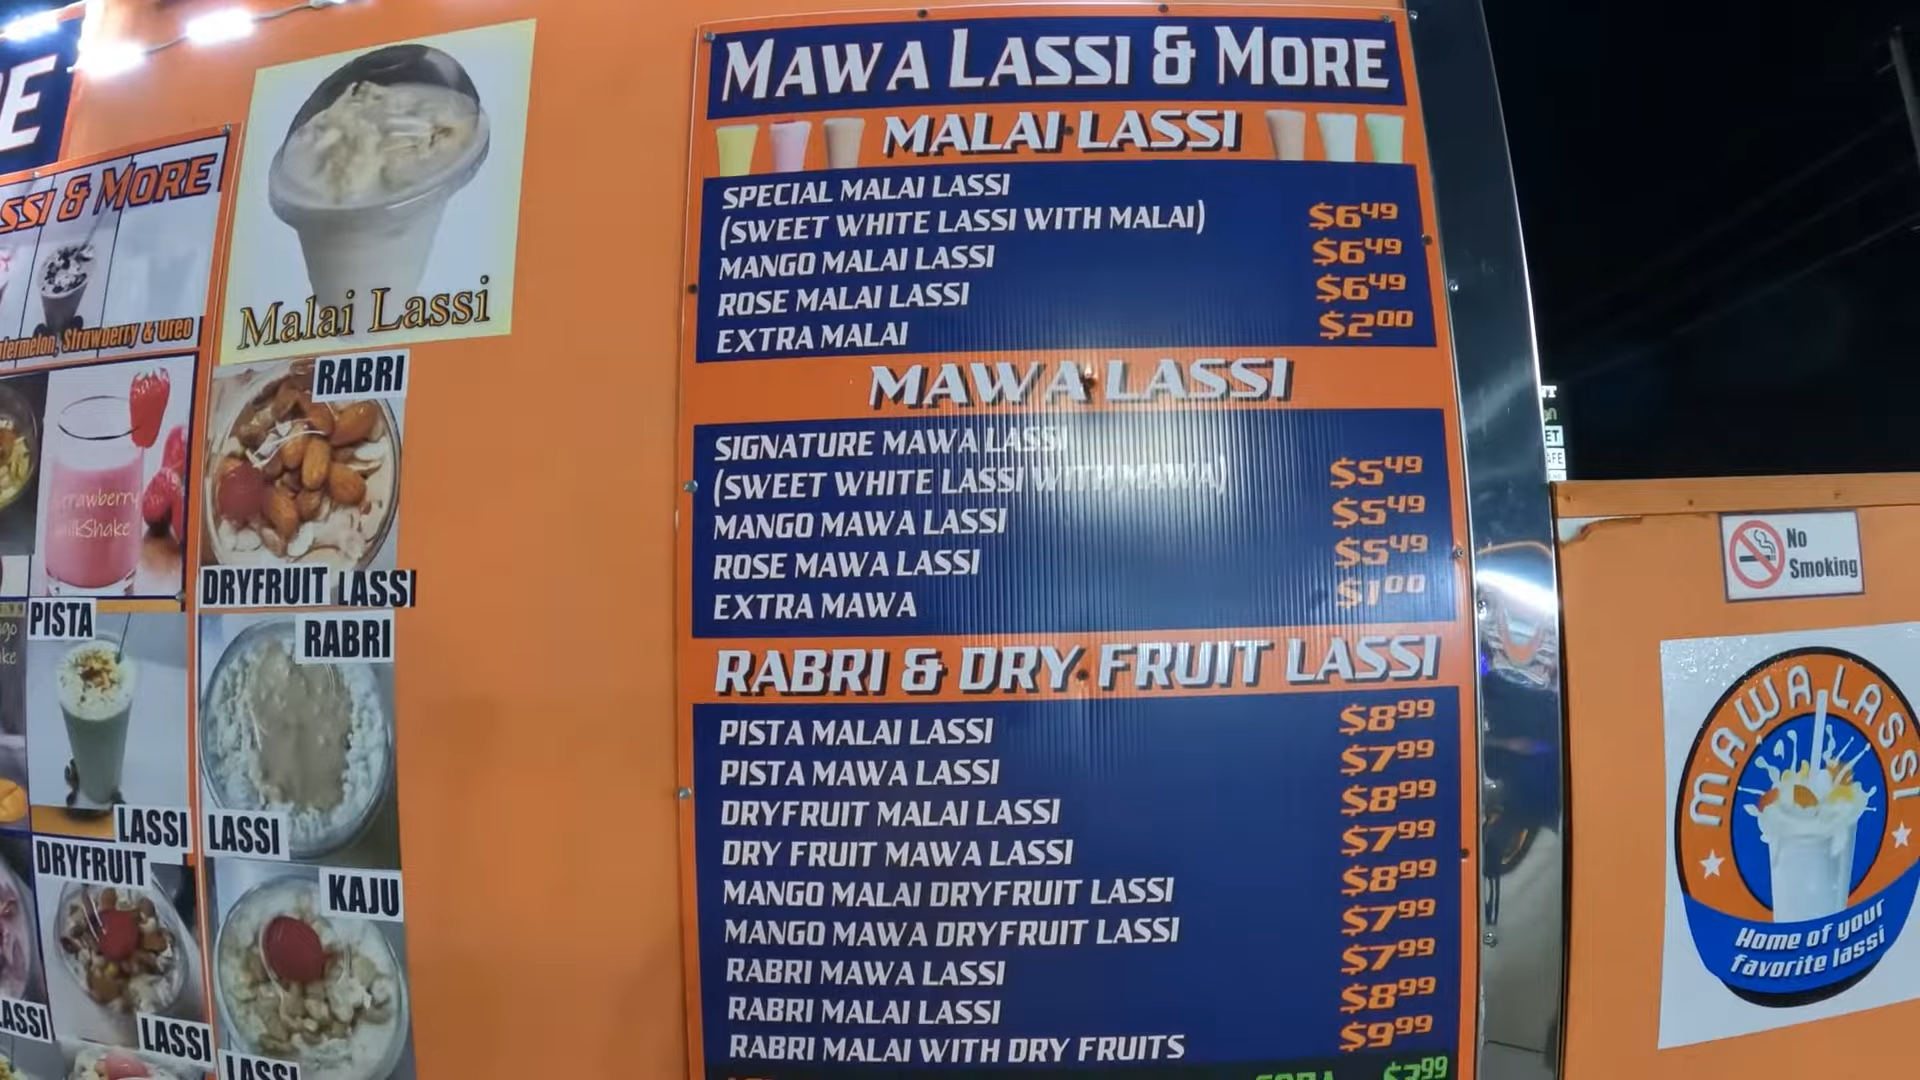 MAWA LASSI & MORE
MALAI LASSI
SPECIAL MALAI LASSI
(SWEET WHITE LASSI WITH MALAI) $6.49
MANGO MALAI LASSI $6.49
ROSE MALAI LASSI $6.49
EXTRA MALAI $2.00
MAWA LASSI
SIGNATURE MAWA LASSI
(SWEET WHITE LASSI WITH MAWA) $5.49
MANGO MAWA LASSI $5.49
ROSE MAWA LASSI $5.49
EXTRA MAWA $1.00
RABRI & DRY FRUIT LASSI
PISTA MALAI LASSI $8.99
PISTA MAWA LASSI $7.99
DRYFRUIT MALAI LASSI $8.99
DRY FRUIT MAWA LASSI $7.99
MANGO MALAI DRYFRUIT LASSI $8.99
MANGO MAWA DRYFRUIT LASSI $7.99
RABRI MAWA LASSI $7.99
RABRI MALAI LASSI $8.99
RABRI MALAI WITH DRY FRUITS $9.99
& MORE
Strawberry & Oreo
Malai Lassi
RABRI
DRYFRUIT LASSI
Strawberry
MilkShake
PISTA
LASSI
RABRI
LASSI
DRYFRUIT
LASSI
KAJU
LASSI
LASSI
No
Smoking
MAWA LASSI
Home of your
favorite lassi